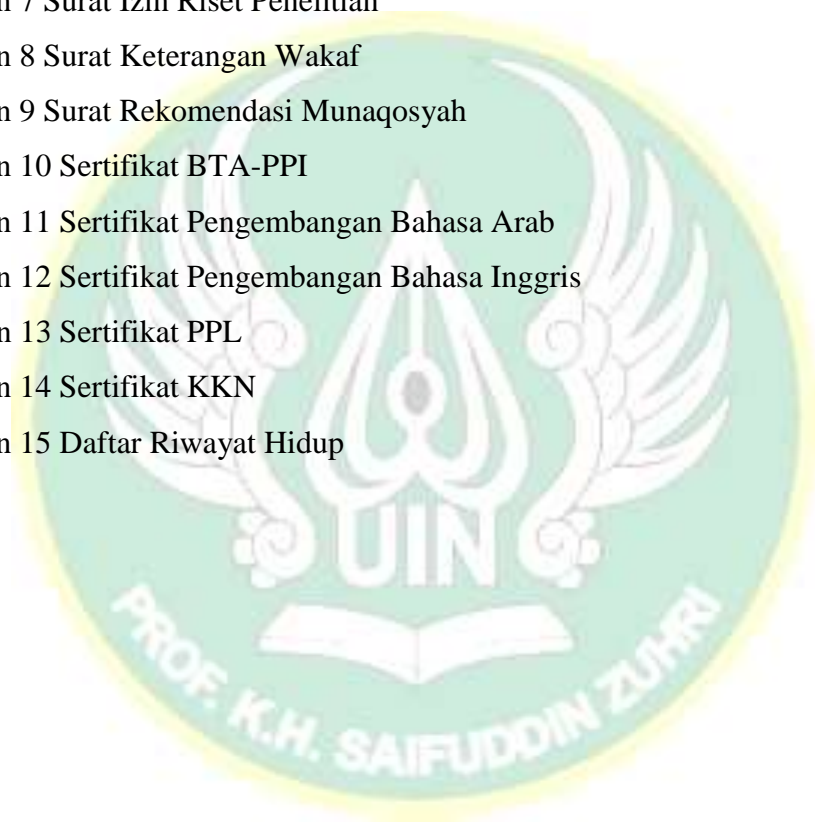 n 7 Surat Izin Riset Penelitian
n 8 Surat Keterangan Wakaf
n 9 Surat Rekomendasi Munaqosyah
n 10 Sertifikat BTA-PPI
n 11 Sertifikat Pengembangan Bahasa Arab
n 12 Sertifikat Pengembangan Bahasa Inggris
n 13 Sertifikat PPL
n 14 Sertifikat KKN
n 15 Daftar Riwayat Hidup
UIN
PROF. K.H. SAIFUDDIN ZUHRI